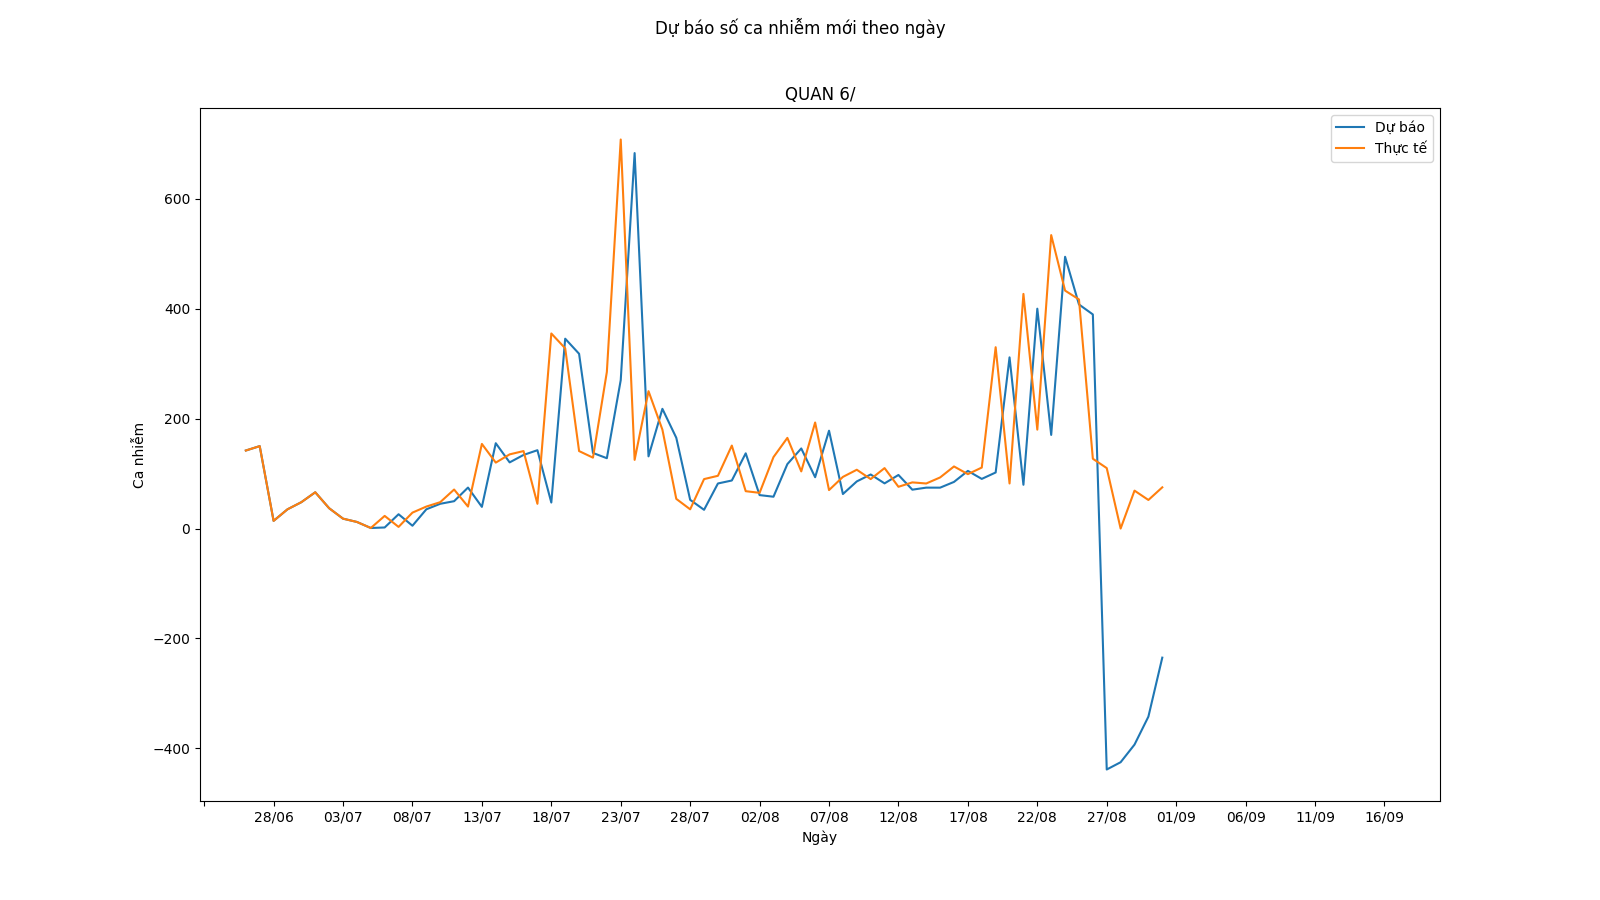 Dự báo số ca nhiễm mới theo ngày
QUAN 6/
Dự báo
Thực tế
600
400
200
0
−200
−400
Ca nhiễm
28/06 03/07 08/07 13/07 18/07 23/07 28/07 02/08 07/08 12/08 17/08 22/08 27/08 01/09 06/09 11/09 16/09
Ngày